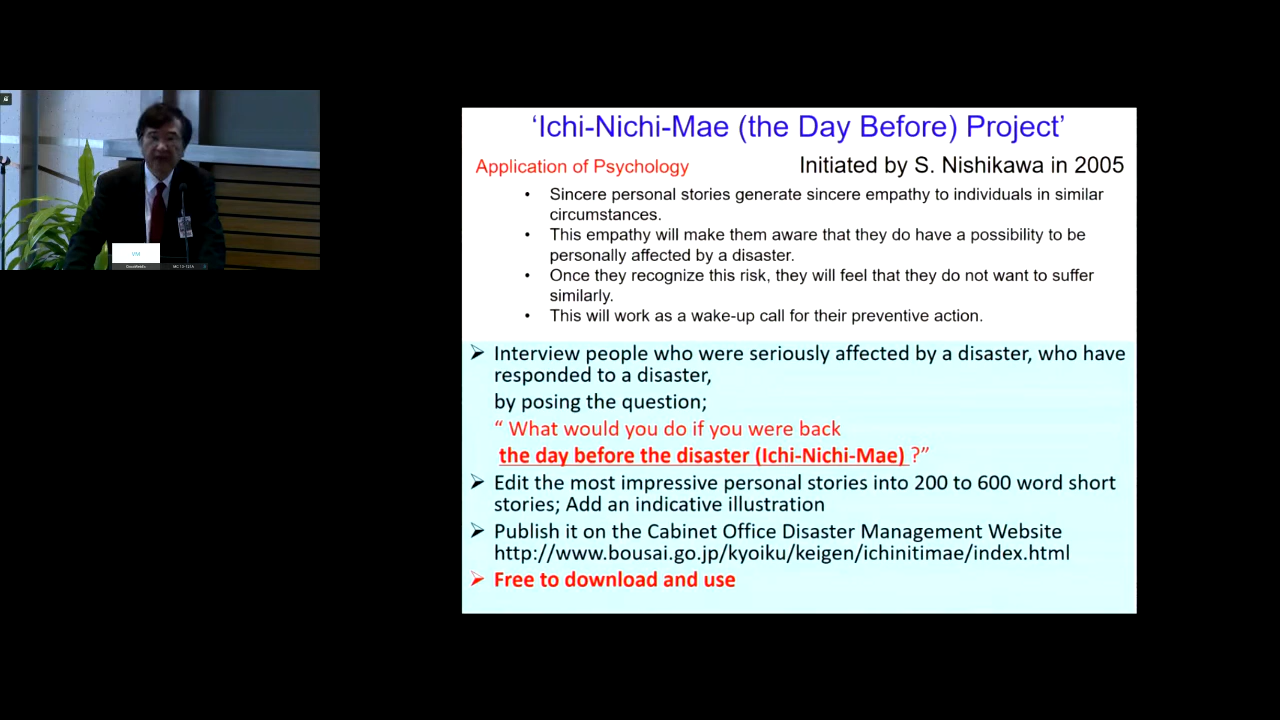 ‘Ichi-Nichi-Mae (the Day Before) Project’
Application of Psychology
Initiated by S. Nishikawa in 2005
• Sincere personal stories generate sincere empathy to individuals in similar
circumstances.
• This empathy will make them aware that they do have a possibility to be
personally affected by a disaster.
• Once they recognize this risk, they will feel that they do not want to suffer
similarly.
• This will work as a wake-up call for their preventive action.
➢ Interview people who were seriously affected by a disaster, who have
responded to a disaster,
by posing the question;
“ What would you do if you were back
the day before the disaster (Ichi-Nichi-Mae) ?”
➢ Edit the most impressive personal stories into 200 to 600 word short
stories; Add an indicative illustration
➢ Publish it on the Cabinet Office Disaster Management Website
http://www.bousai.go.jp/kyoiku/keigen/ichinitimae/index.html
➢ Free to download and use
VM